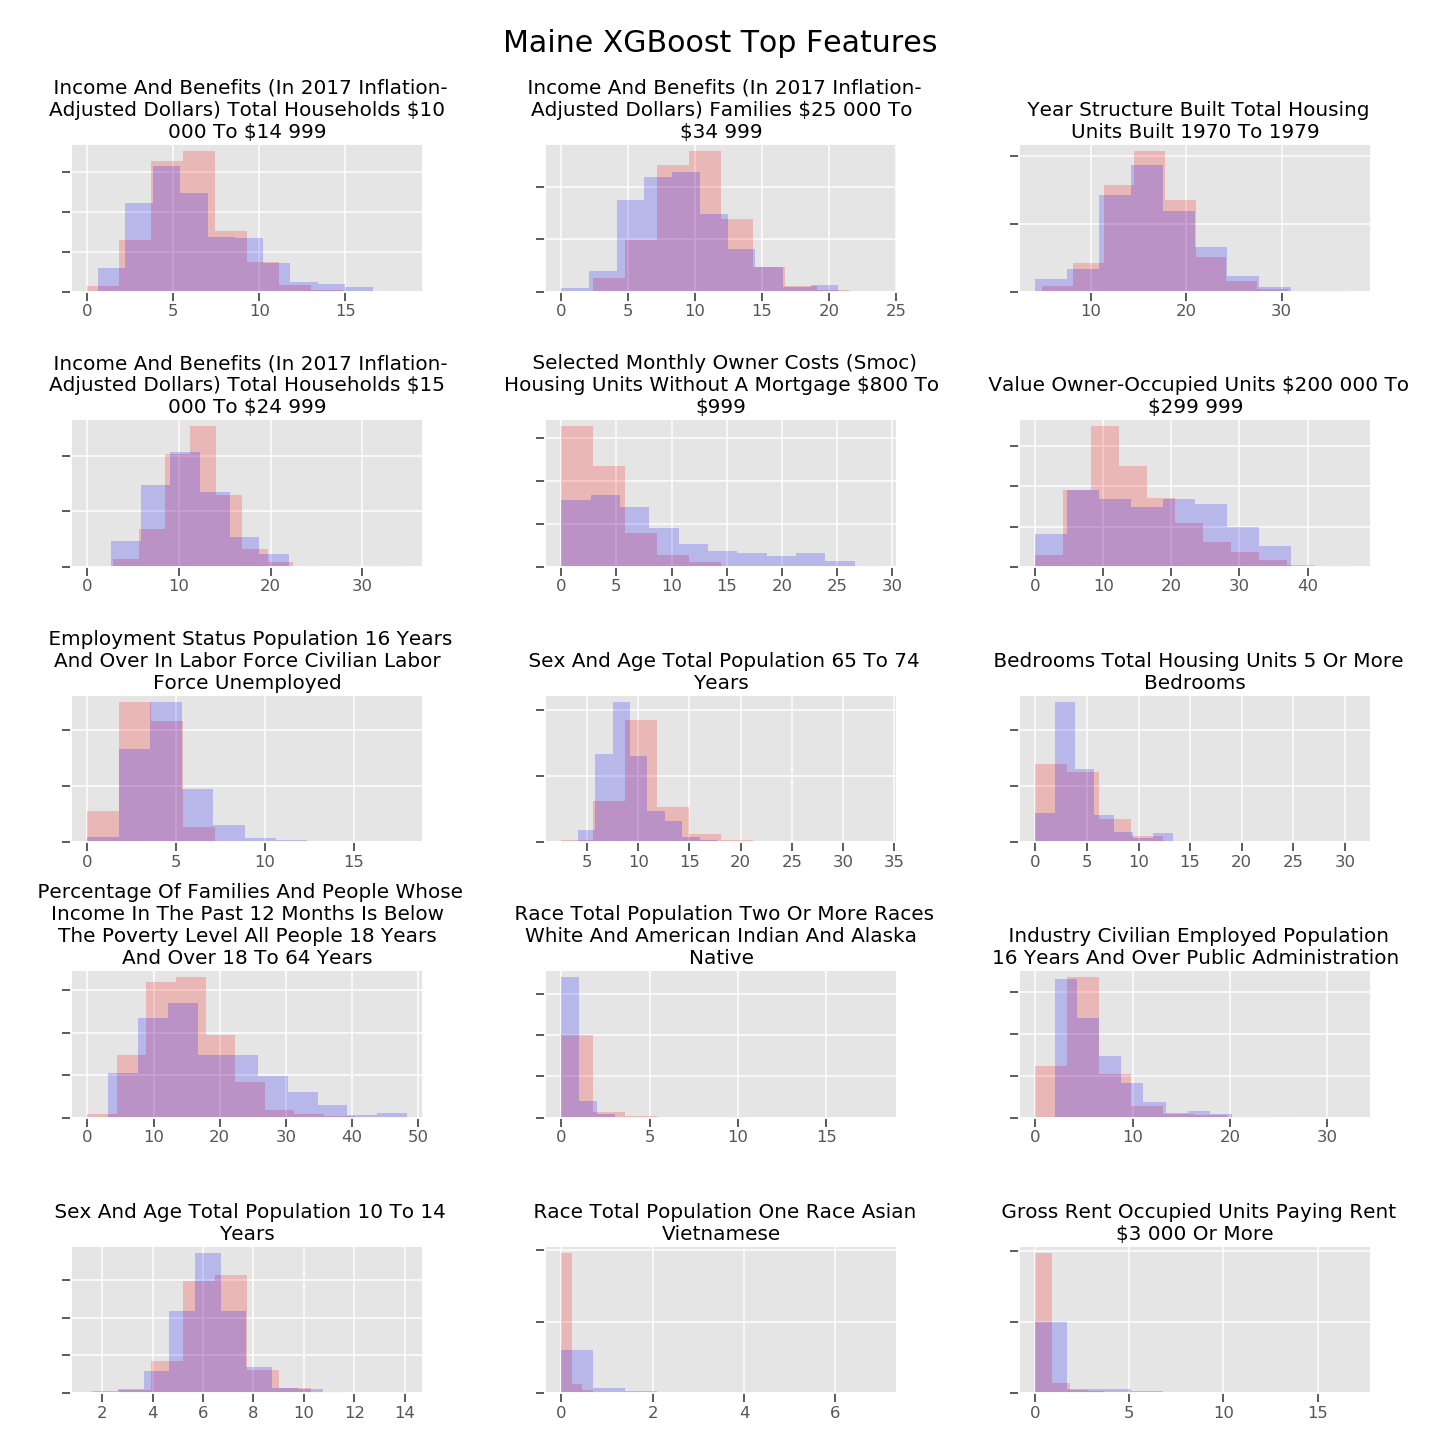 Maine XGBoost Top Features
Income And Benefits (In 2017 Inflation-
Adjusted Dollars) Total Households $10
000 To $14 999
0 5 10 15
Income And Benefits (In 2017 Inflation-
Adjusted Dollars) Families $25 000 To
$34 999
0 5 10 15 20 25
Year Structure Built Total Housing
Units Built 1970 To 1979
10 20 30
Income And Benefits (In 2017 Inflation-
Adjusted Dollars) Total Households $15
000 To $24 999
0 10 20 30
Selected Monthly Owner Costs (Smoc)
Housing Units Without A Mortgage $800 To
$999
0 5 10 15 20 25 30
Value Owner-Occupied Units $200 000 To
$299 999
0 10 20 30 40
Employment Status Population 16 Years
And Over In Labor Force Civilian Labor
Force Unemployed
0 5 10 15
Sex And Age Total Population 65 To 74
Years
5 10 15 20 25 30 35
Bedrooms Total Housing Units 5 Or More
Bedrooms
0 5 10 15 20 25 30
Percentage Of Families And People Whose
Income In The Past 12 Months Is Below
The Poverty Level All People 18 Years
And Over 18 To 64 Years
0 10 20 30 40 50
Race Total Population Two Or More Races
White And American Indian And Alaska
Native
0 5 10 15
Industry Civilian Employed Population
16 Years And Over Public Administration
0 10 20 30
Sex And Age Total Population 10 To 14
Years
2 4 6 8 10 12 14
Race Total Population One Race Asian
Vietnamese
0 2 4 6
Gross Rent Occupied Units Paying Rent
$3 000 Or More
0 5 10 15